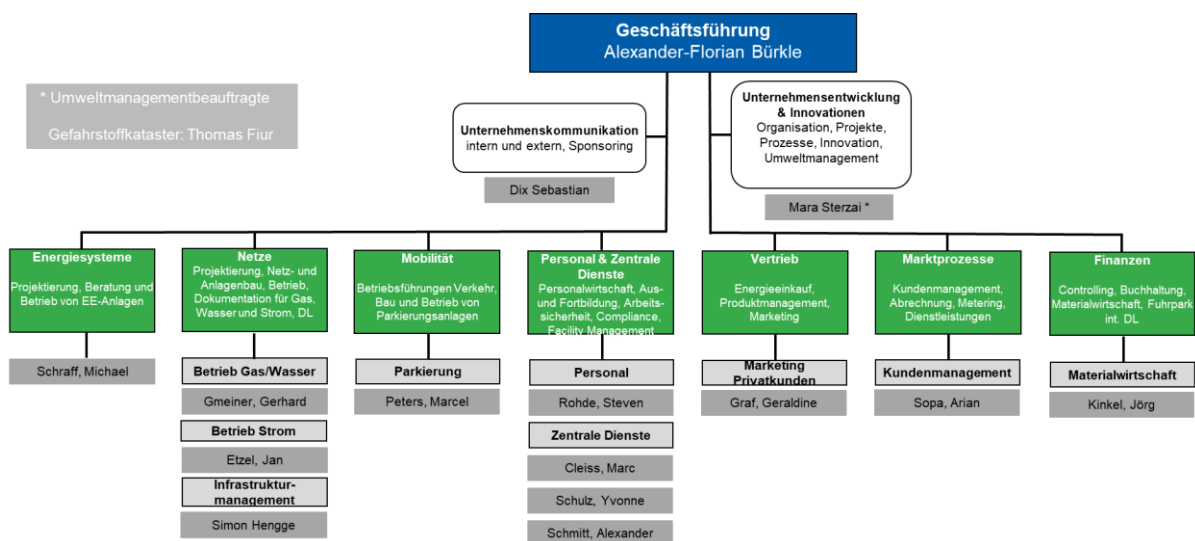 Geschäftsführung
Alexander-Florian Bürkle
* Umweltmanagementbeauftragte
Gefahrstoffkataster: Thomas Fiur
Unternehmenskommunikation
intern und extern, Sponsoring
Dix Sebastian
Unternehmensentwicklung
& Innovationen
Organisation, Projekte,
Prozesse, Innovation,
Umweltmanagement
Mara Sterzai *
Energiesysteme
Projektierung, Beratung und
Betrieb von EE-Anlagen
Schraff, Michael
Netze
Projektierung, Netz- und
Anlagenbau, Betrieb,
Dokumentation für Gas,
Wasser und Strom, DL
Betrieb Gas/Wasser
Gmeiner, Gerhard
Betrieb Strom
Etzel, Jan
Infrastruktur-
management
Simon Hengge
Mobilität
Betriebsführungen Verkehr,
Bau und Betrieb von
Parkierungsanlagen
Parkierung
Peters, Marcel
Personal & Zentrale
Dienste
Personalwirtschaft, Aus-
und Fortbildung, Arbeits-
sicherheit, Compliance,
Facility Management
Personal
Rohde, Steven
Zentrale Dienste
Cleiss, Marc
Schulz, Yvonne
Schmitt, Alexander
Vertrieb
Energieeinkauf,
Produktmanagement,
Marketing
Marketing
Privatkunden
Graf, Geraldine
Marktprozesse
Kundenmanagement,
Abrechnung, Metering,
Dienstleistungen
Kundenmanagement
Sopa, Arian
Finanzen
Controlling, Buchhaltung,
Materialwirtschaft, Fuhrpark
int. DL
Materialwirtschaft
Kinkel, Jörg